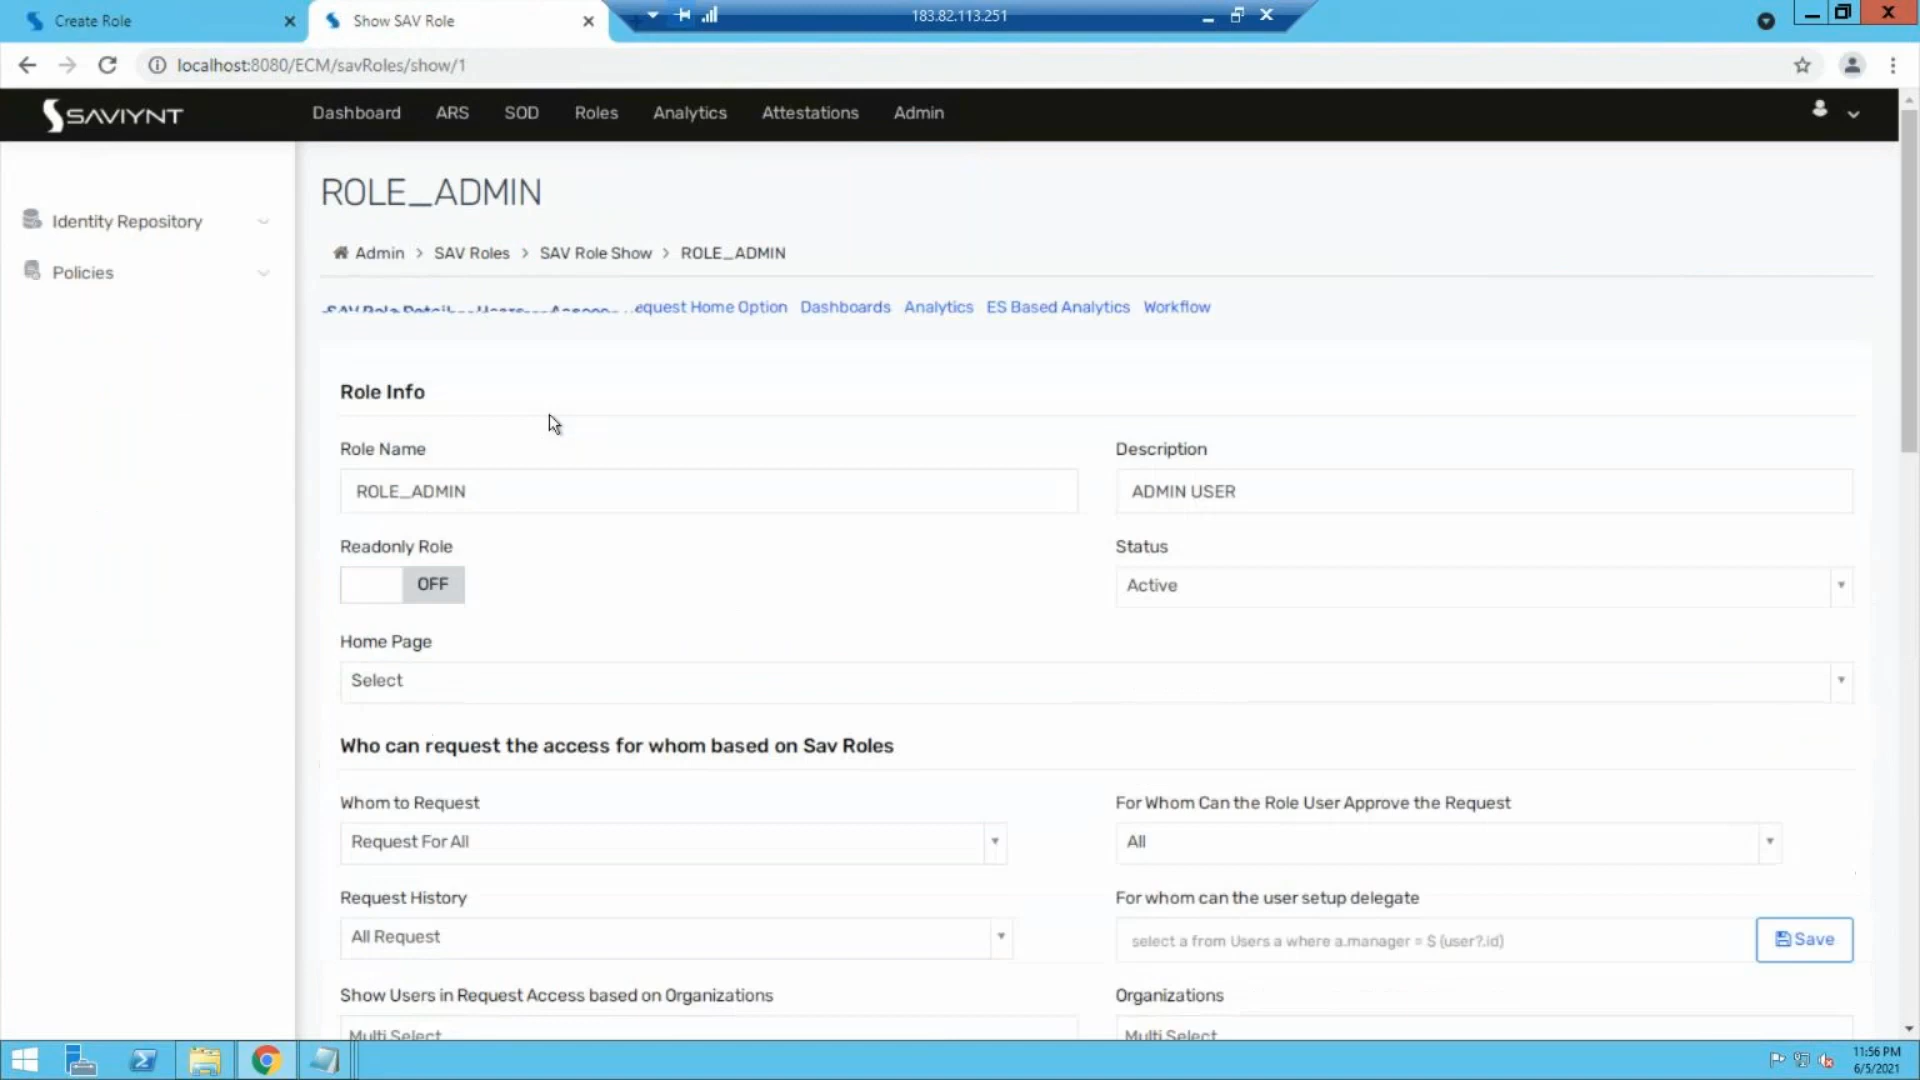 Create Role
Show SAV Role
183.82.113.251
localhost:8080/ECM/savRoles/show/1
SAVIYNT
Dashboard ARS SOD Roles Analytics Attestations Admin
Identity Repository
Policies
ROLE_ADMIN
Admin > SAV Roles > SAV Role Show > ROLE_ADMIN
equest Home Option Dashboards Analytics ES Based Analytics Workflow
Role Info
Role Name
Description
ROLE_ADMIN
ADMIN USER
Readonly Role
Status
OFF
Active
Home Page
Select
Who can request the access for whom based on Sav Roles
Whom to Request
For Whom Can the Role User Approve the Request
Request For All
All
Request History
For whom can the user setup delegate
All Request
select a from Users a where a.manager = $ (user?.id)
Save
Show Users in Request Access based on Organizations
Organizations
Multi Select
Multi Select
11:56 PM
6/5/2021